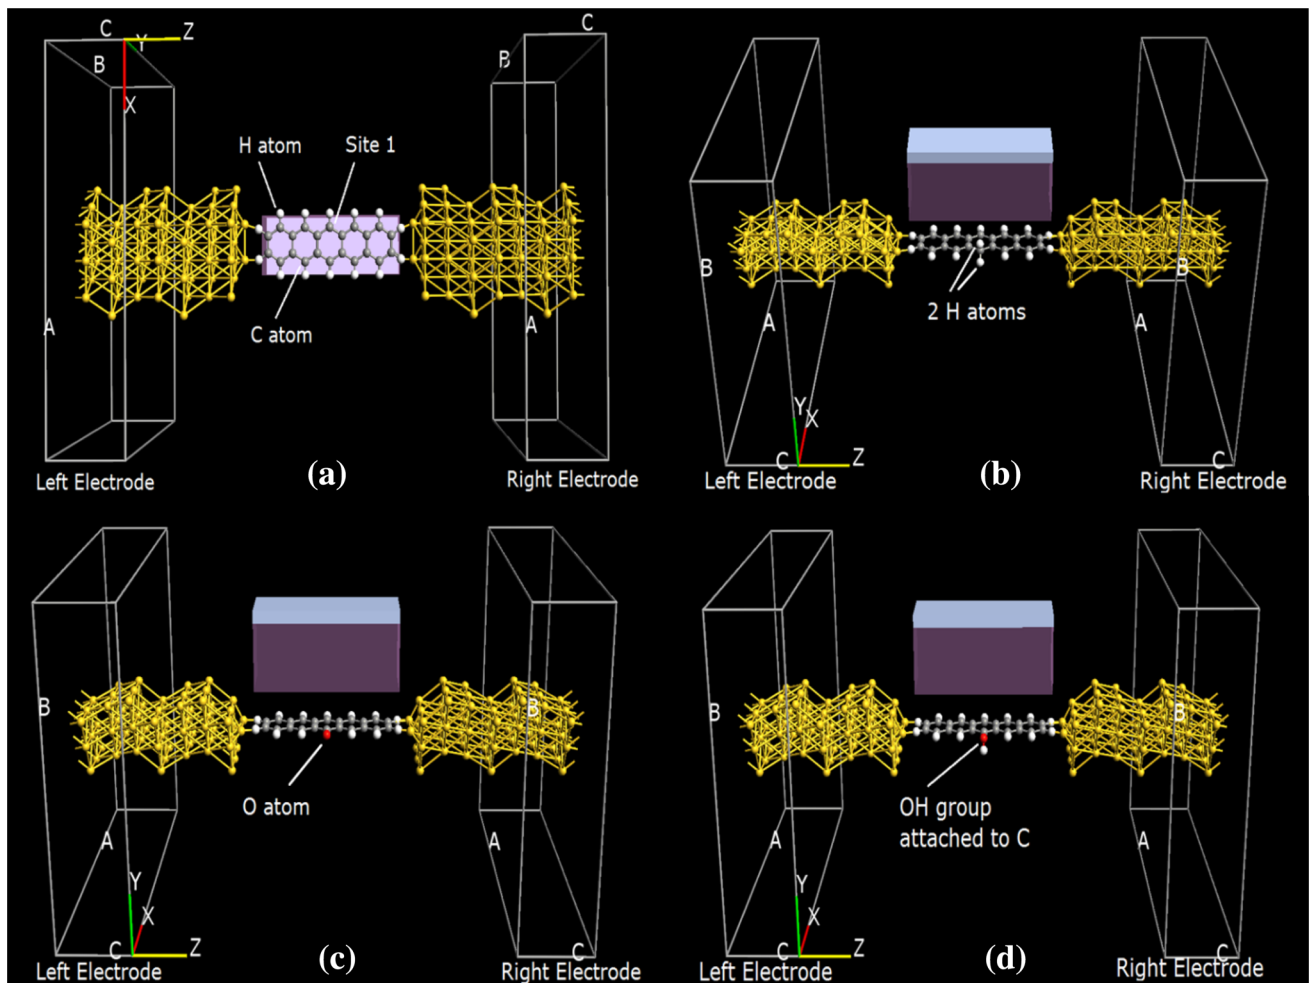 C
Z
Y
B
X
C
B
H atom
Site 1
C atom
A
A
(a)
Left Electrode
Right Electrode
B
B
2 H atoms
A
A
Y
X
C
Z
C
(b)
Left Electrode
Right Electrode
B
B
O atom
A
A
Y
X
C
Z
C
(c)
Left Electrode
Right Electrode
B
B
OH group
attached to C
A
A
Y
X
C
Z
C
(d)
Left Electrode
Right Electrode